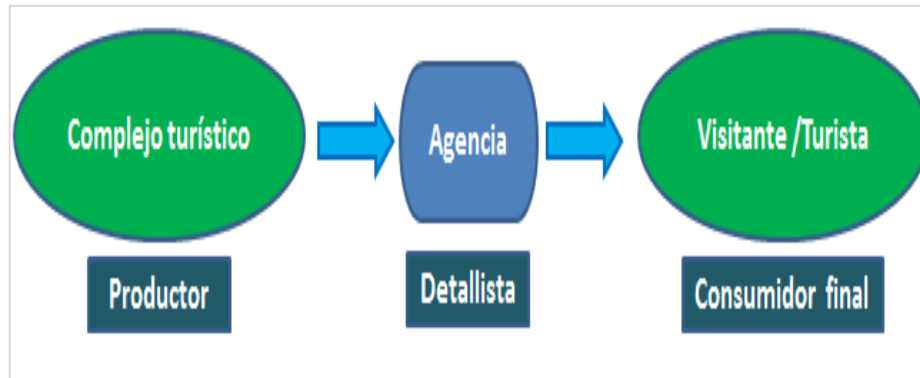 Complejo turístico
Agencia
Visitante /Turista
Productor
Detallista
Consumidor final